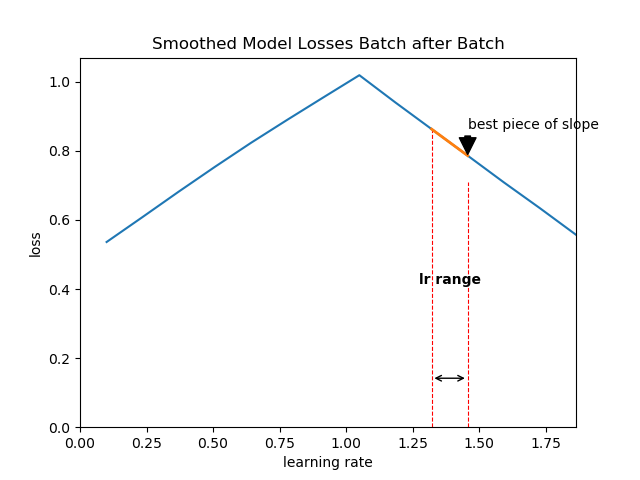 Smoothed Model Losses Batch after Batch
1.0
best piece of slope
0.8
0.6
loss
lr range
0.4
0.2
0.0
0.00 0.25 0.50 0.75 1.00 1.25 1.50 1.75
learning rate